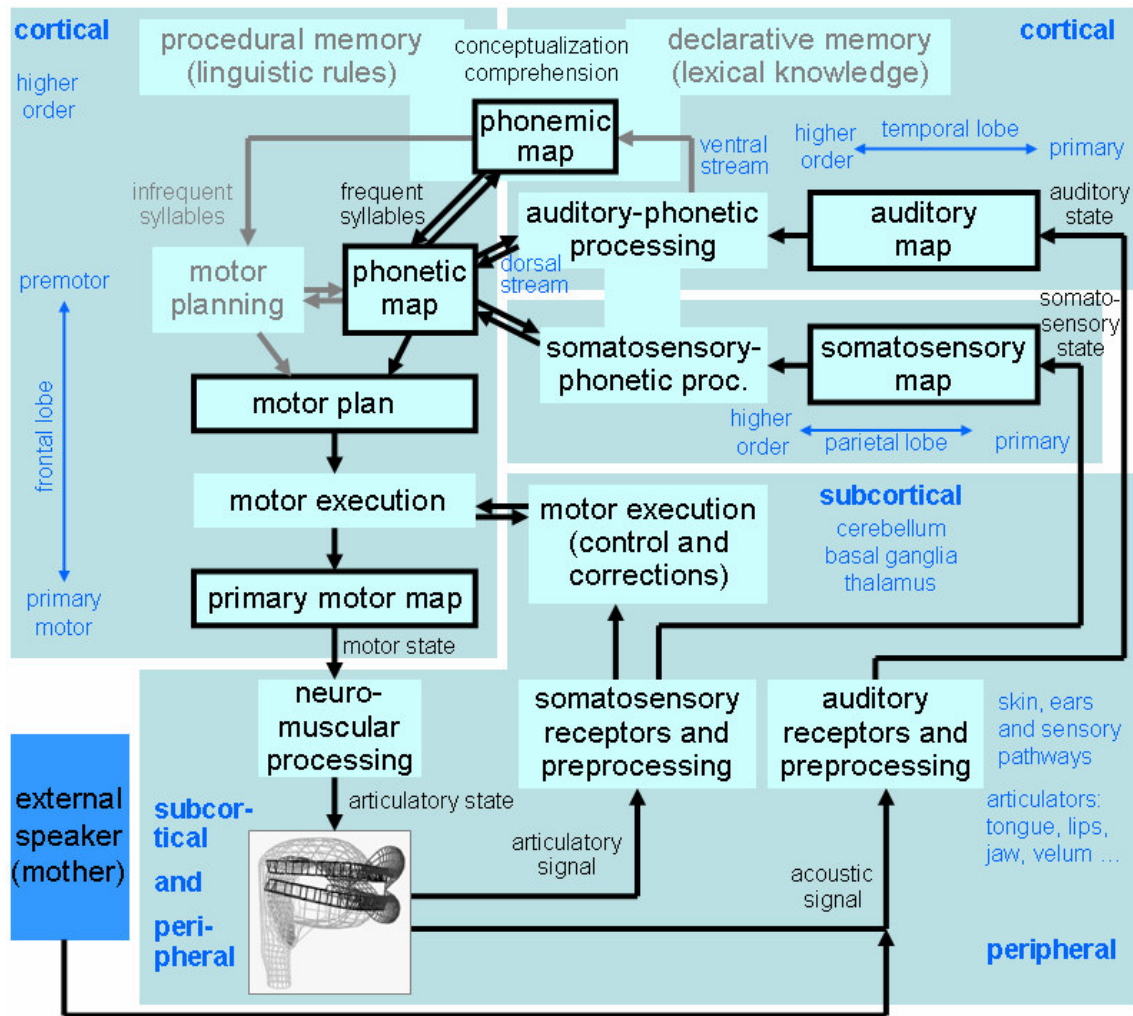 cortical
procedural memory
(linguistic rules)
conceptualization
comprehension
declarative memory
(lexical knowledge)
cortical
higher
order
phonemic
map
ventral
stream
higher
order
temporal lobe
primary
infrequent
syllables
frequent
syllables
auditory-phonetic
processing
auditory
map
auditory
state
premotor
motor
planning
phonetic
map
dorsal
stream
somato-
sensory
state
somatosensory-
phonetic proc.
somatosensory
map
motor plan
higher
order
parietal lobe
primary
frontal lobe
motor execution
motor execution
(control and
corrections)
subcortical
cerebellum
basal ganglia
thalamus
primary
motor
primary motor map
motor state
neuro-
muscular
processing
somatosensory
receptors and
preprocessing
auditory
receptors and
preprocessing
skin, ears
and sensory
pathways
external
speaker
(mother)
subcor-
tical
and
peri-
pheral
articulatory state
articulatory
signal
acoustic
signal
articulators:
tongue, lips,
jaw, velum ...
peripheral